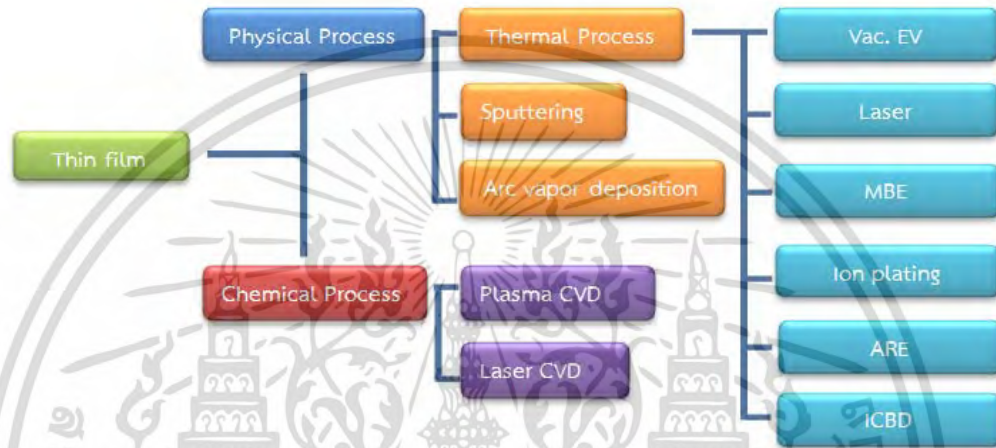 Thin film
Physical Process
Chemical Process
Thermal Process
Sputtering
Arc vapor deposition
Plasma CVD
Laser CVD
Vac. EV
Laser
MBE
Ion plating
ARE
ICBD